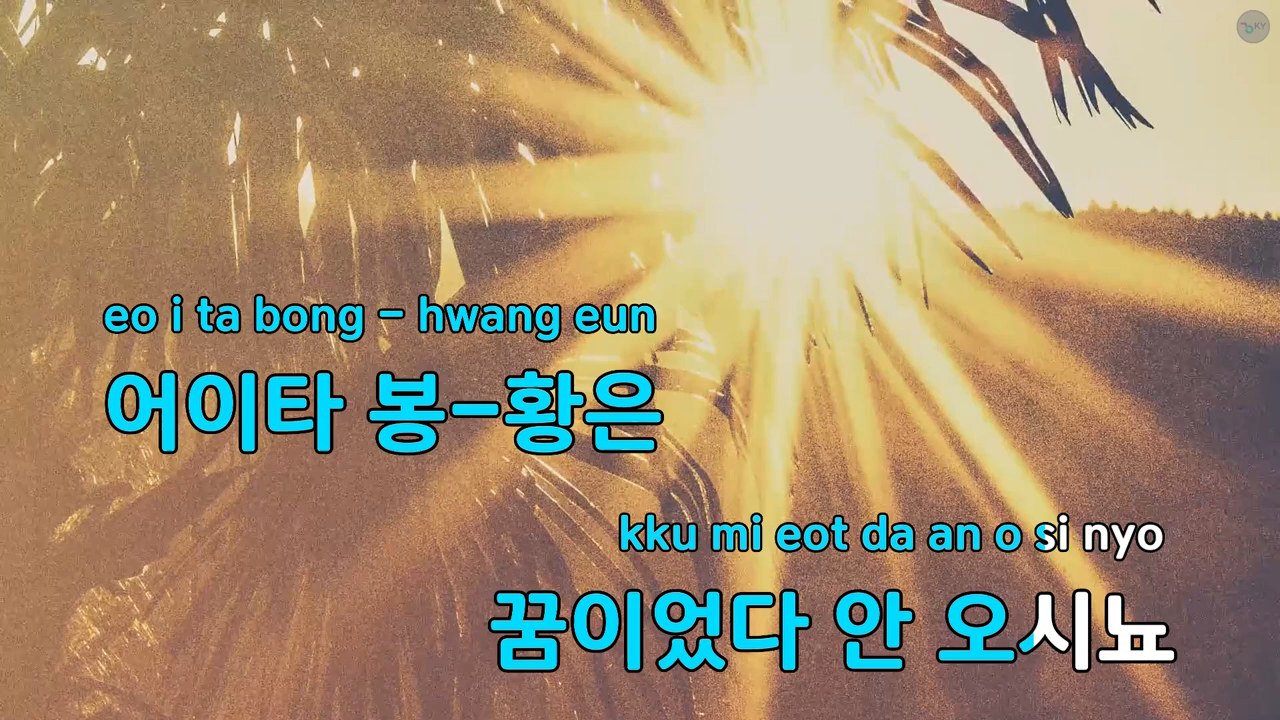 KY
eo i ta bong - hwang eun
어이타 봉-황은
kku mi eot da an o si nyo
꿈이었다 안 오시뇨